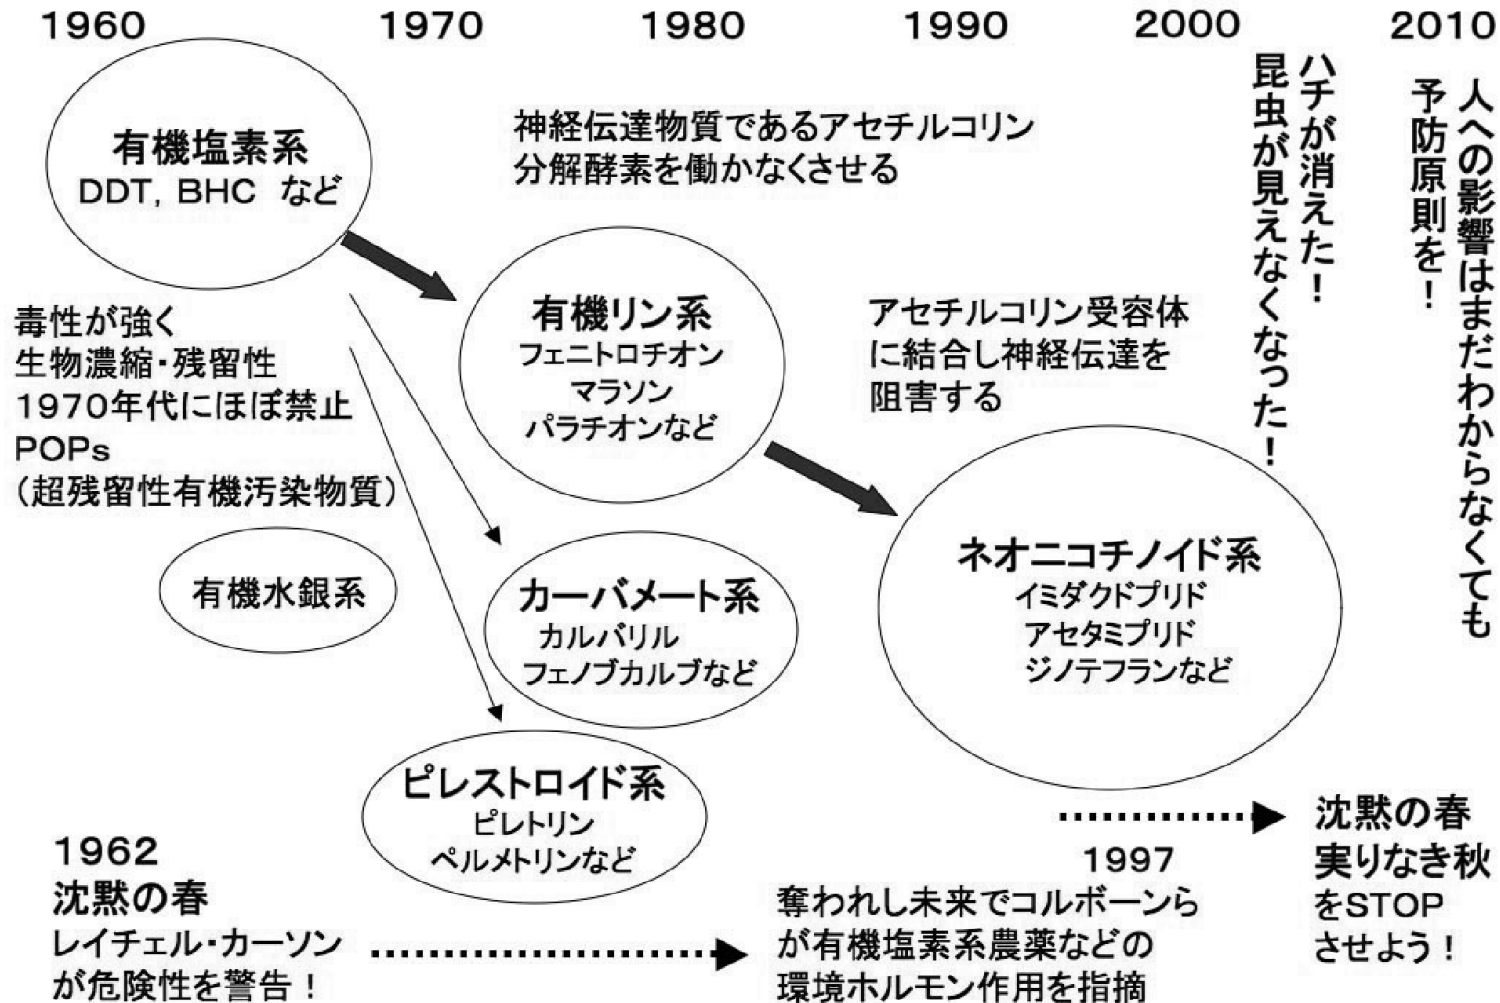 1960 1970 1980 1990 2000 2010
有機塩素系
DDT, BHC など
毒性が強く
生物濃縮・残留性
1970年代にほぼ禁止
POPs
（超残留性有機汚染物質）
有機水銀系
神経伝達物質であるアセチルコリン
分解酵素を働かなくさせる
有機リン系
フェニトロチオン
マラソン
パラチオンなど
カーバメート系
カルバリル
フェノブカルブなど
ピレストロイド系
ピレトリン
ペルメトリンなど
アセチルコリン受容体
に結合し神経伝達を
阻害する
ネオニコチノイド系
イミダクドプリド
アセタミプリド
ジノテフランなど
ハチが消えた！
昆虫が見えなくなった！
人への影響はまだわからなくても
予防原則を！
1962
沈黙の春
レイチェル・カーソン
が危険性を警告！
1997
奪われし未来でコルボーンら
が有機塩素系農薬などの
環境ホルモン作用を指摘
沈黙の春
実りなき秋
をSTOP
させよう！